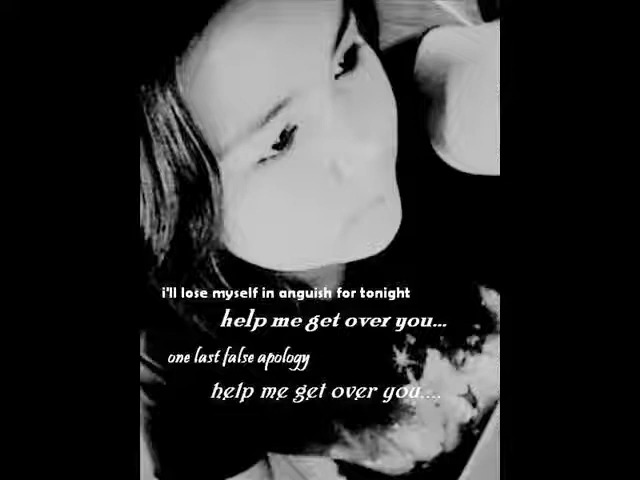 i'll lose myself in anguish for tonight
help me get over you...
one last false apology
help me get over you....